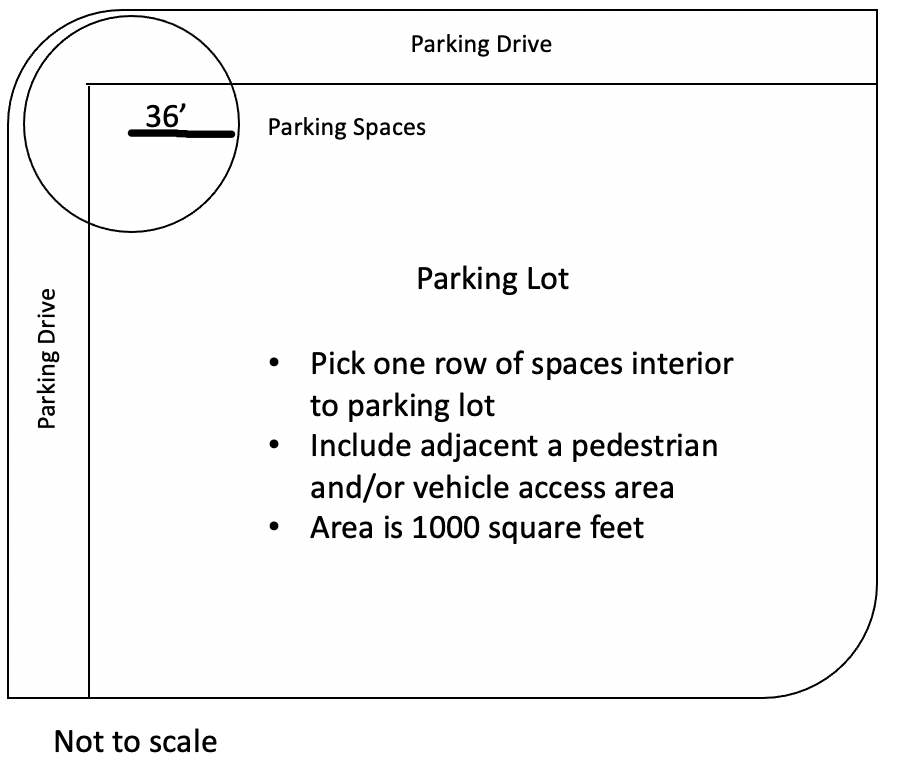 Parking Drive
36’
Parking Spaces
Parking Lot
Parking Drive
• Pick one row of spaces interior
to parking lot
• Include adjacent a pedestrian
and/or vehicle access area
• Area is 1000 square feet
Not to scale